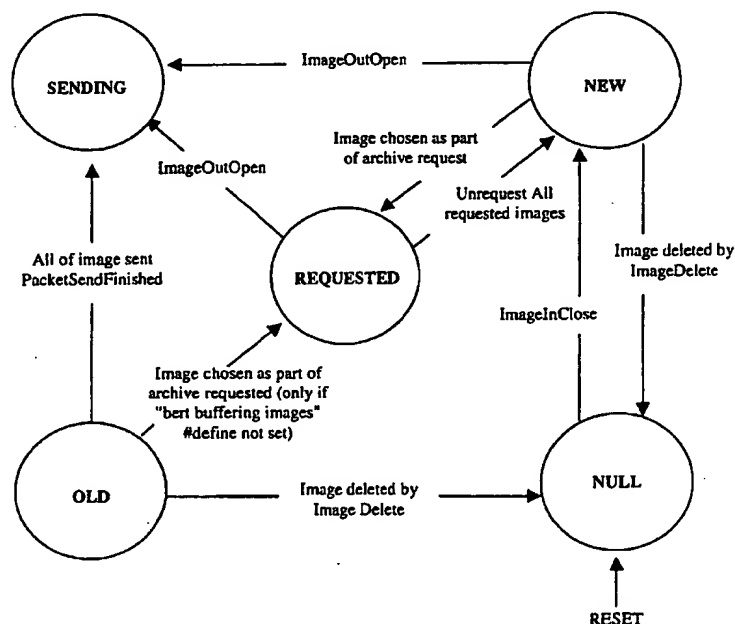 SENDING
ImageOutOpen
NEW
Image chosen as part
of archive request
ImageOutOpen
Unrequest All
requested images
All of image sent
PacketSendFinished
REQUESTED
Image deleted by
ImageDelete
ImageInClose
Image chosen as part of
archive requested (only if
"bert buffering images"
#define not set)
OLD
Image deleted by
Image Delete
NULL
RESET